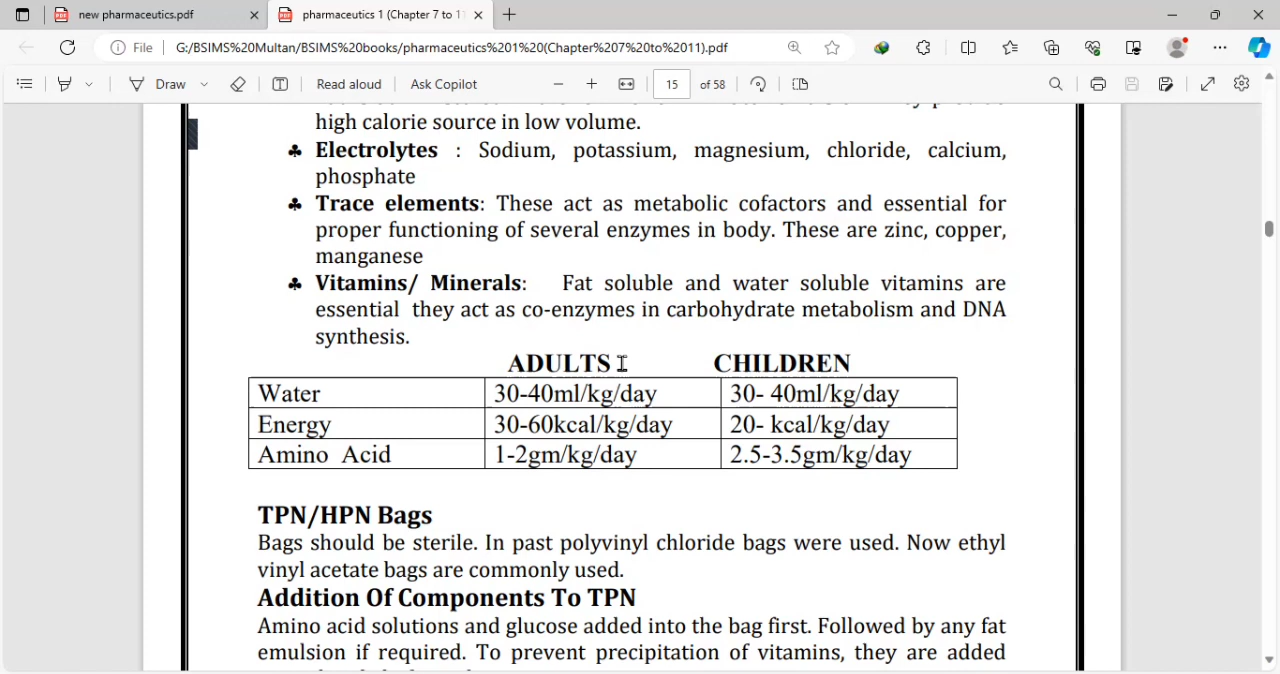 new pharmaceutics.pdf
pharmaceutics 1 (Chapter 7 to 11
File
G:/BSIMS%20Multan/BSIMS%20books/pharmaceutics%201%20(Chapter%207%20to%2011).pdf
Draw
Read aloud
Ask Copilot
15 of 58
high calorie source in low volume.
♣ Electrolytes : Sodium, potassium, magnesium, chloride, calcium,
phosphate
♣ Trace elements: These act as metabolic cofactors and essential for
proper functioning of several enzymes in body. These are zinc, copper,
manganese
♣ Vitamins/ Minerals: Fat soluble and water soluble vitamins are
essential they act as co-enzymes in carbohydrate metabolism and DNA
synthesis.
ADULTS CHILDREN
Water 30-40ml/kg/day 30- 40ml/kg/day
Energy 30-60kcal/kg/day 20- kcal/kg/day
Amino Acid 1-2gm/kg/day 2.5-3.5gm/kg/day
TPN/HPN Bags
Bags should be sterile. In past polyvinyl chloride bags were used. Now ethyl
vinyl acetate bags are commonly used.
Addition Of Components To TPN
Amino acid solutions and glucose added into the bag first. Followed by any fat
emulsion if required. To prevent precipitation of vitamins, they are added